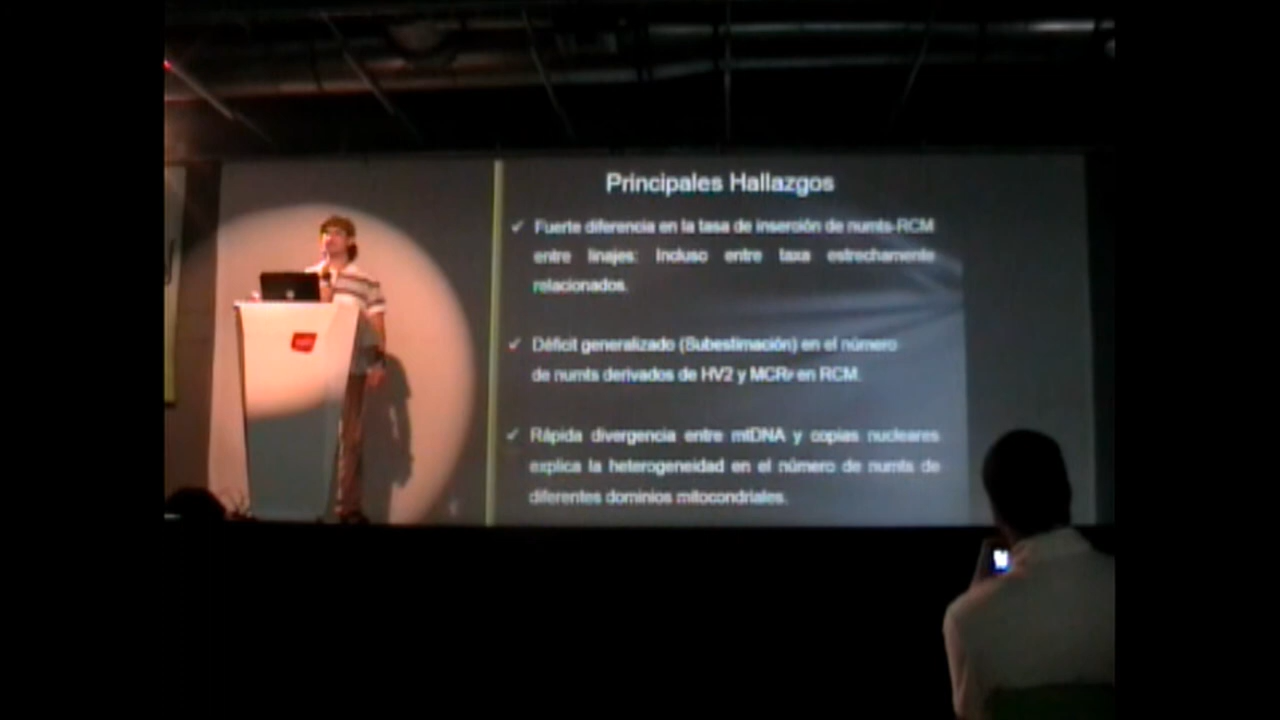 Principales Hallazgos
✓ Fuerte diferencia en la tasa de inserción de numts-RCM
entre linajes: Incluso entre taxa estrechamente
relacionados.
✓ Déficit generalizado (Subestimación) en el número
de numts derivados de HV2 y MCRs en RCM.
✓ Rápida divergencia entre mtDNA y copias nucleares
explica la heterogeneidad en el número de numts de
diferentes dominios mitocondriales.